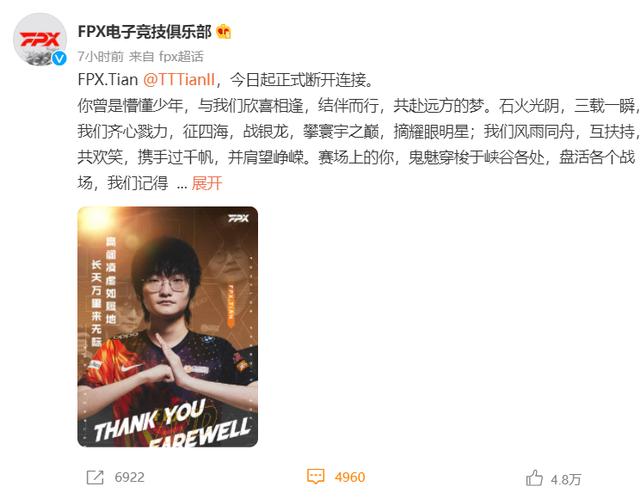 FPX
FPX电子竞技俱乐部
7小时前 来自 fpx超话
FPX.Tian @TTTianll，今日起正式断开连接。
你曾是懵懂少年，与我们欣喜相逢，结伴而行，共赴远方的梦。石火光阴，三载一瞬，
我们齐心戮力，征四海，战银龙，攀寰宇之巅，摘耀眼明星；我们风雨同舟，互扶持，
共欢笑，携手过千帆，并肩望峥嵘。赛场上的你，鬼魅穿梭于峡谷各处，盘活各个战
场，我们记得 ... 展开
FPX
高阁凌虚如履地
长天万里来无际
FPX.TIAN
THANK YOU
FAREWELL
6922
4960
4.8万